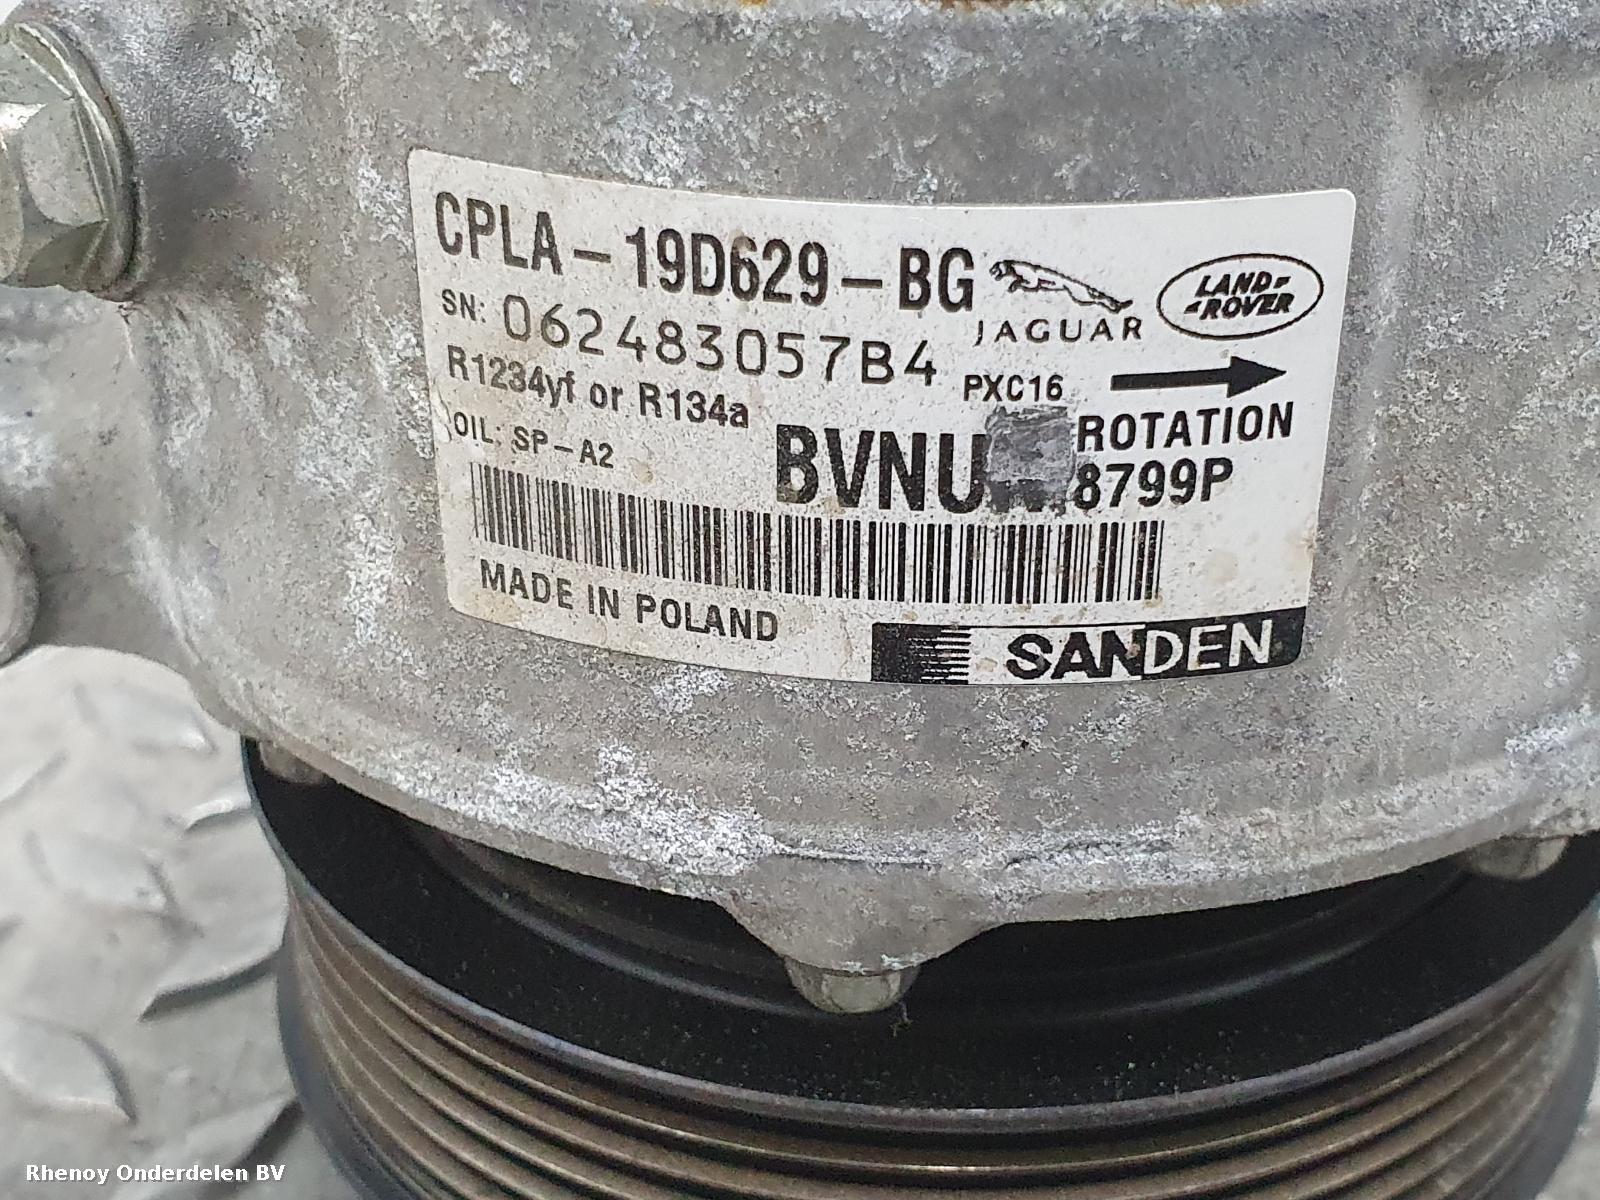 CPLA-19D629-BG
JAGUAR
LAND ROVER
SN: 062483057B4
R1234yf or R134a
PXC16
ROTATION
OIL: SP-A2
8799P
MADE IN POLAND
SANDEN
Rhenoy Onderdelen BV